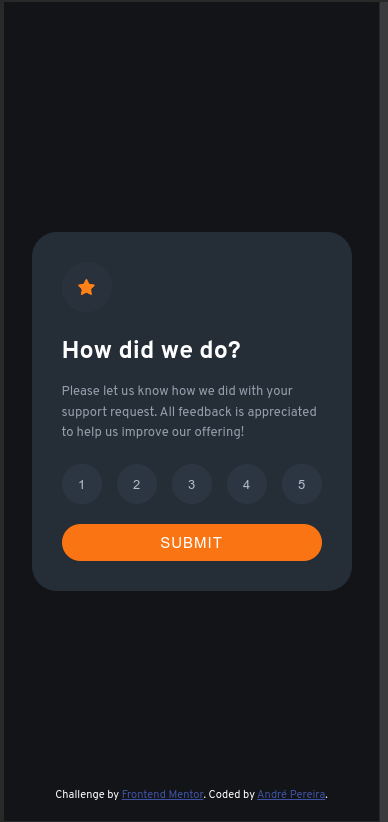 How did we do?
Please let us know how we did with your
support request. All feedback is appreciated
to help us improve our offering!
1 2 3 4 5
SUBMIT
Challenge by Frontend Mentor. Coded by André Pereira.